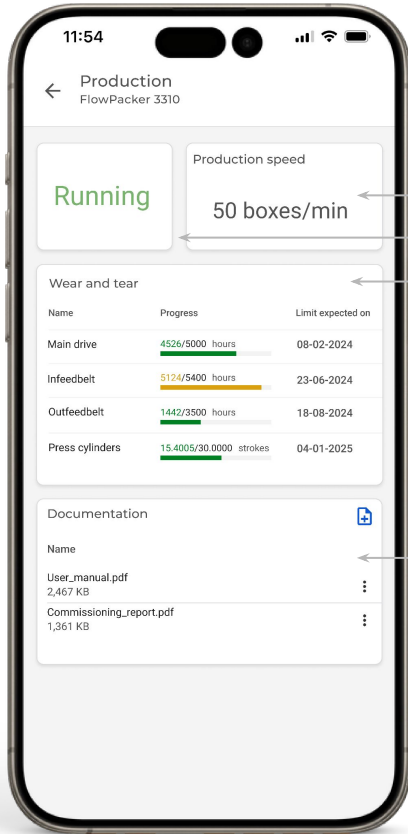 11:54
Production
FlowPacker 3310
Running
Production speed
50 boxes/min
Wear and tear
Name Progress Limit expected on
Main drive 4526/5000 hours 08-02-2024
Infeedbelt 5124/5400 hours 23-06-2024
Outfeedbelt 1442/3500 hours 18-08-2024
Press cylinders 15.4005/30.0000 strokes 04-01-2025
Documentation
Name
User_manual.pdf
2,467 KB
Commissioning_report.pdf
1,361 KB